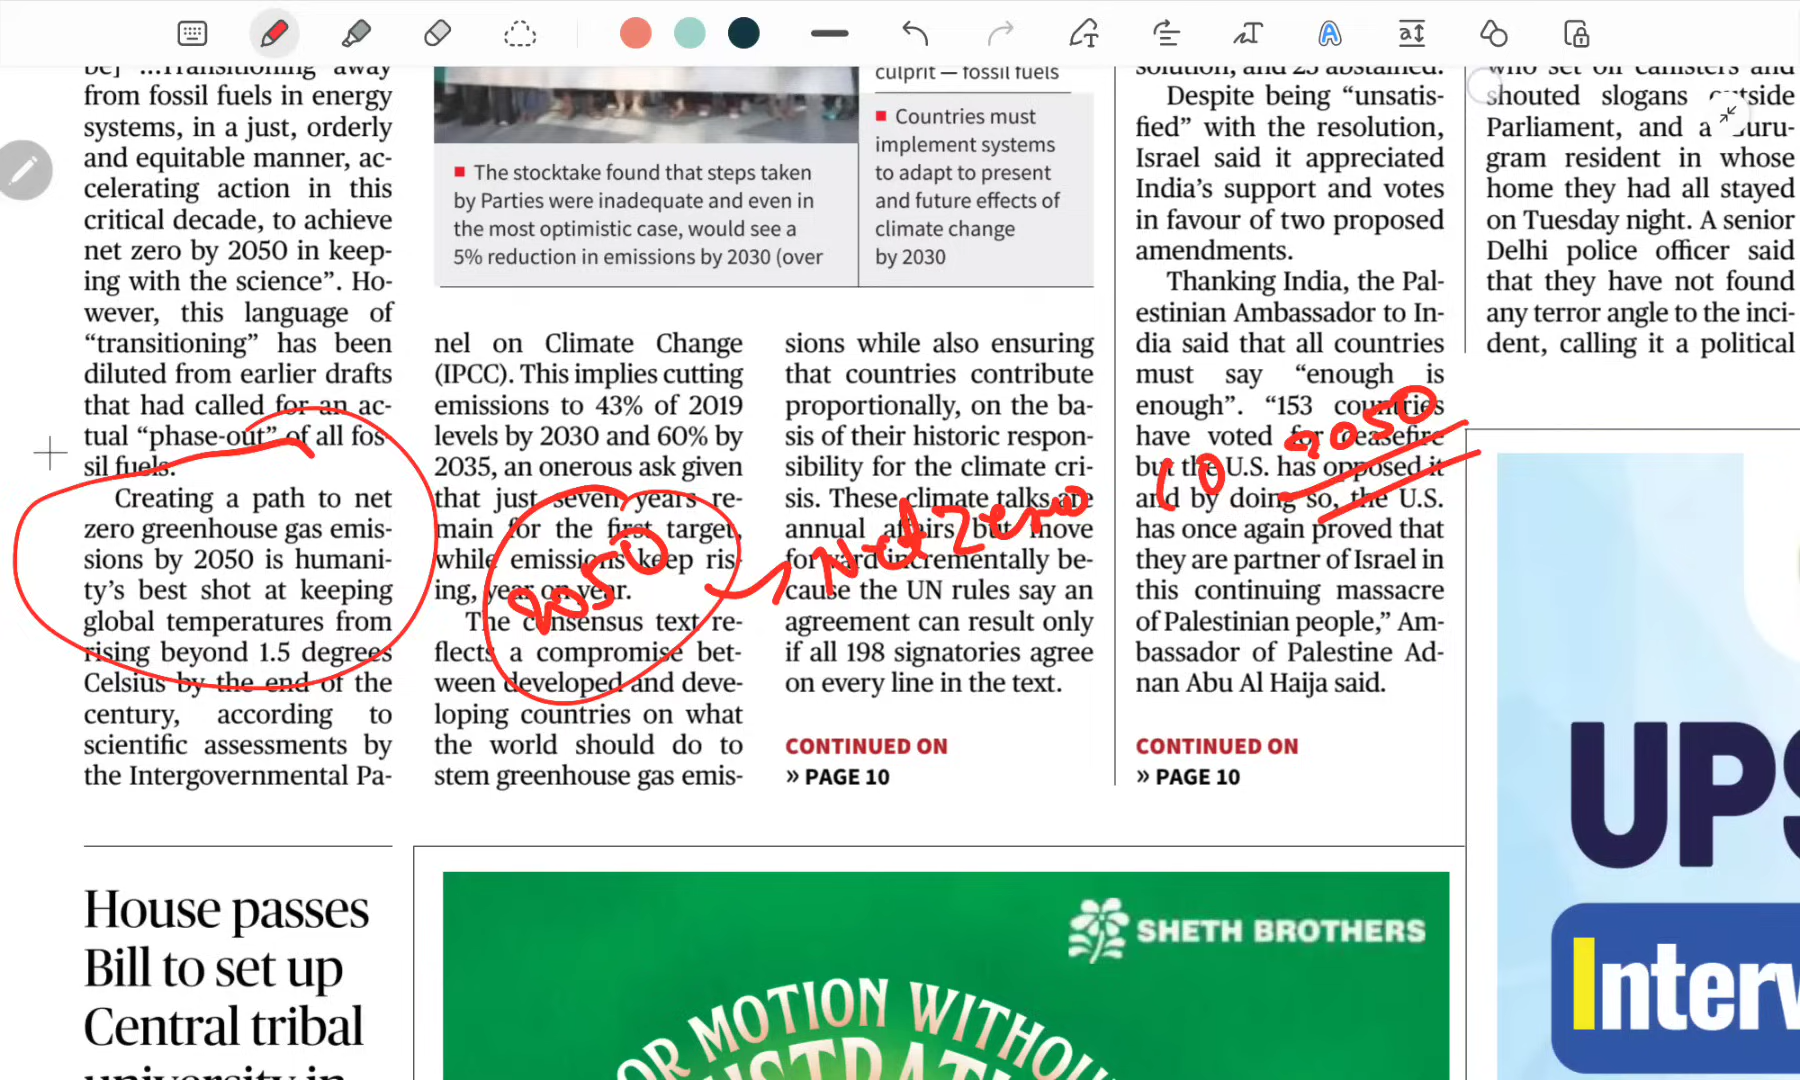 be] ...Transitioning away
from fossil fuels in energy
systems, in a just, orderly
and equitable manner, ac-
celerating action in this
critical decade, to achieve
net zero by 2050 in keep-
ing with the science”. Ho-
wever, this language of
“transitioning” has been
diluted from earlier drafts
that had called for an ac-
tual “phase-out” of all fos-
sil fuels.
Creating a path to net
zero greenhouse gas emis-
sions by 2050 is humani-
ty’s best shot at keeping
global temperatures from
rising beyond 1.5 degrees
Celsius by the end of the
century, according to
scientific assessments by
the Intergovernmental Pa-
■ The stocktake found that steps taken
by Parties were inadequate and even in
the most optimistic case, would see a
5% reduction in emissions by 2030 (over
culprit — fossil fuels
■ Countries must
implement systems
to adapt to present
and future effects of
climate change
by 2030
nel on Climate Change
(IPCC). This implies cutting
emissions to 43% of 2019
levels by 2030 and 60% by
2035, an onerous ask given
that just seven years re-
main for the first target,
while emissions keep ris-
ing, year on year.
The consensus text re-
flects a compromise bet-
ween developed and deve-
loping countries on what
the world should do to
stem greenhouse gas emis-
2050
sions while also ensuring
that countries contribute
proportionally, on the ba-
sis of their historic respon-
sibility for the climate cri-
sis. These climate talks are
annual affairs but move
forward incrementally be-
cause the UN rules say an
agreement can result only
if all 198 signatories agree
on every line in the text.
Net Zero
CONTINUED ON
» PAGE 10
solution, and 23 abstained.
Despite being “unsatis-
fied” with the resolution,
Israel said it appreciated
India’s support and votes
in favour of two proposed
amendments.
Thanking India, the Pal-
estinian Ambassador to In-
dia said that all countries
must say “enough is
enough”. “153 countries
have voted for ceasefire
but the U.S. has opposed it
and by doing so, the U.S.
has once again proved that
they are partner of Israel in
this continuing massacre
of Palestinian people,” Am-
bassador of Palestine Ad-
nan Abu Al Haija said.
2050
CONTINUED ON
» PAGE 10
who set off canisters and
shouted slogans outside
Parliament, and a Guru-
gram resident in whose
home they had all stayed
on Tuesday night. A senior
Delhi police officer said
that they have not found
any terror angle to the inci-
dent, calling it a political
House passes
Bill to set up
Central tribal
university in
SHETH BROTHERS
OR MOTION WITHOU
UPS
Interv